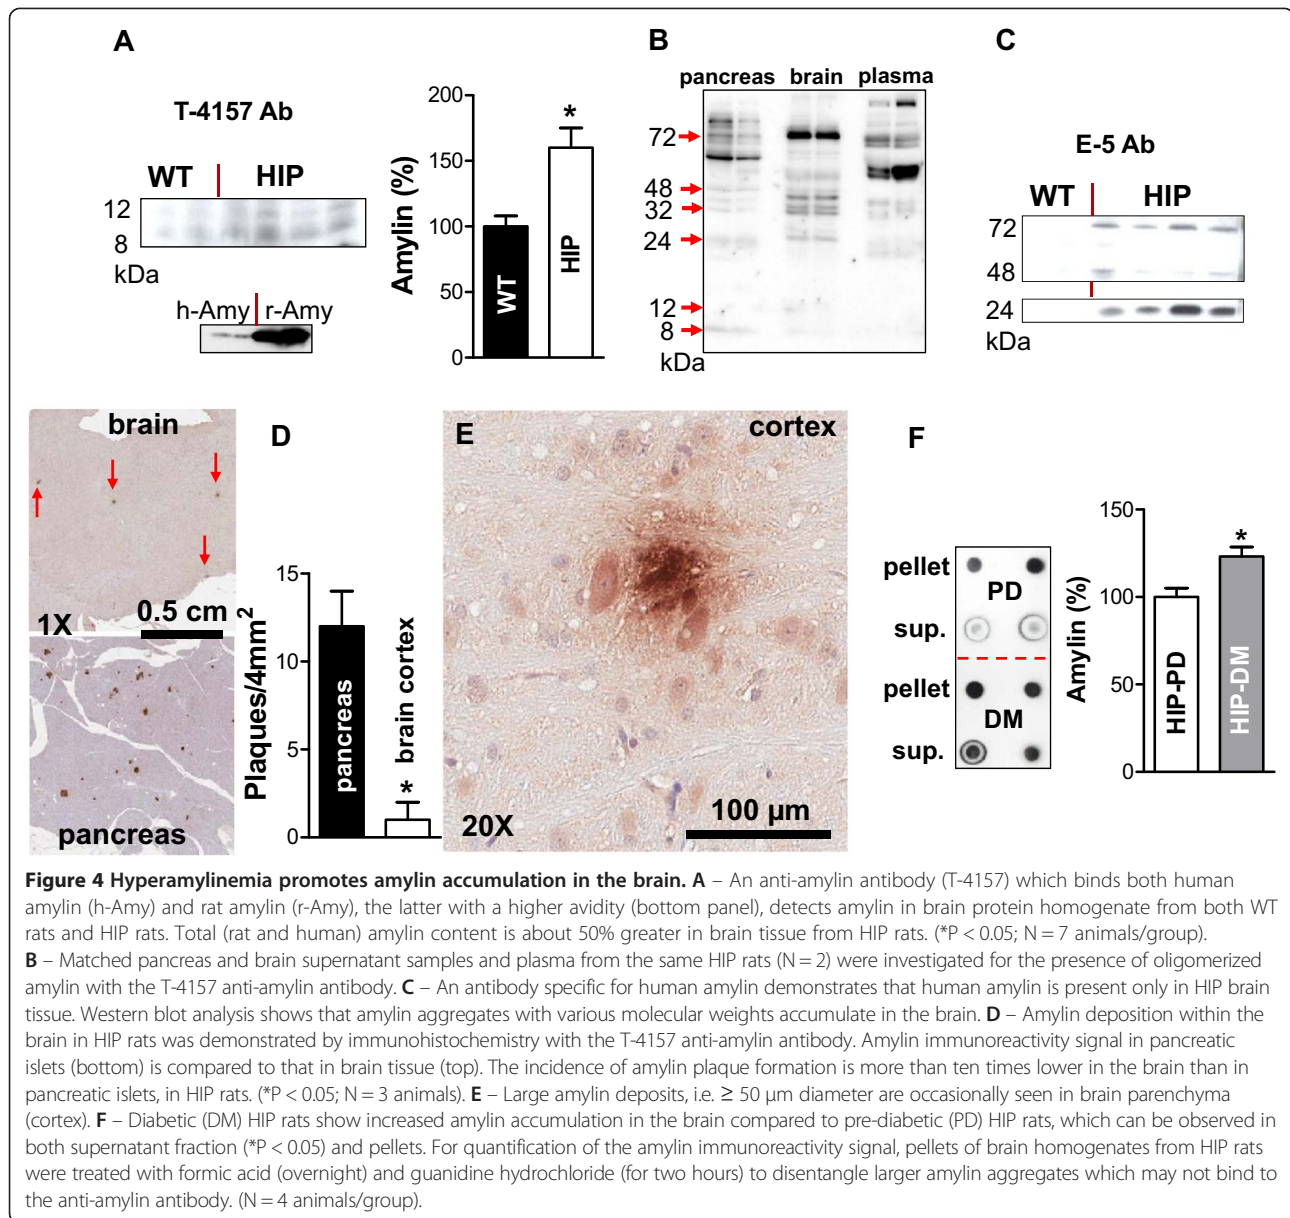 A
T-4157 Ab
WT HIP
12
8
kDa
h-Amy r-Amy
200
150
100
50
0
Amylin (%)
*
WT
HIP
B
pancreas brain plasma
72
48
32
24
12
8
kDa
C
E-5 Ab
WT HIP
72
48
24
kDa
brain
1X
0.5 cm
pancreas
D
15
10
5
0
Plaques/4mm²
pancreas
* brain cortex
E
cortex
20X
100 µm
F
pellet
PD
sup.
pellet
DM
sup.
150
100
50
0
Amylin (%)
*
HIP-PD
HIP-DM
Figure 4 Hyperamylinemia promotes amylin accumulation in the brain. A – An anti-amylin antibody (T-4157) which binds both human
amylin (h-Amy) and rat amylin (r-Amy), the latter with a higher avidity (bottom panel), detects amylin in brain protein homogenate from both WT
rats and HIP rats. Total (rat and human) amylin content is about 50% greater in brain tissue from HIP rats. (*P < 0.05; N = 7 animals/group).
B – Matched pancreas and brain supernatant samples and plasma from the same HIP rats (N = 2) were investigated for the presence of oligomerized
amylin with the T-4157 anti-amylin antibody. C – An antibody specific for human amylin demonstrates that human amylin is present only in HIP brain
tissue. Western blot analysis shows that amylin aggregates with various molecular weights accumulate in the brain. D – Amylin deposition within the
brain in HIP rats was demonstrated by immunohistochemistry with the T-4157 anti-amylin antibody. Amylin immunoreactivity signal in pancreatic
islets (bottom) is compared to that in brain tissue (top). The incidence of amylin plaque formation is more than ten times lower in the brain than in
pancreatic islets, in HIP rats. (*P < 0.05; N = 3 animals). E – Large amylin deposits, i.e. ≥ 50 µm diameter are occasionally seen in brain parenchyma
(cortex). F – Diabetic (DM) HIP rats show increased amylin accumulation in the brain compared to pre-diabetic (PD) HIP rats, which can be observed in
both supernatant fraction (*P < 0.05) and pellets. For quantification of the amylin immunoreactivity signal, pellets of brain homogenates from HIP rats
were treated with formic acid (overnight) and guanidine hydrochloride (for two hours) to disentangle larger amylin aggregates which may not bind to
the anti-amylin antibody. (N = 4 animals/group).